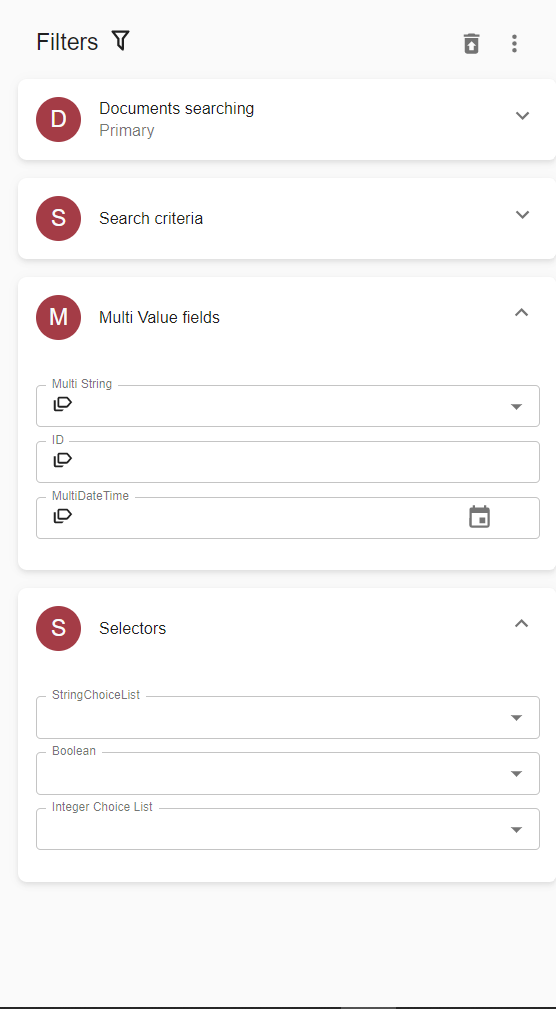 Filters
D
Documents searching
Primary
S
Search criteria
M
Multi Value fields
Multi String
ID
MultiDateTime
S
Selectors
StringChoiceList
Boolean
Integer Choice List